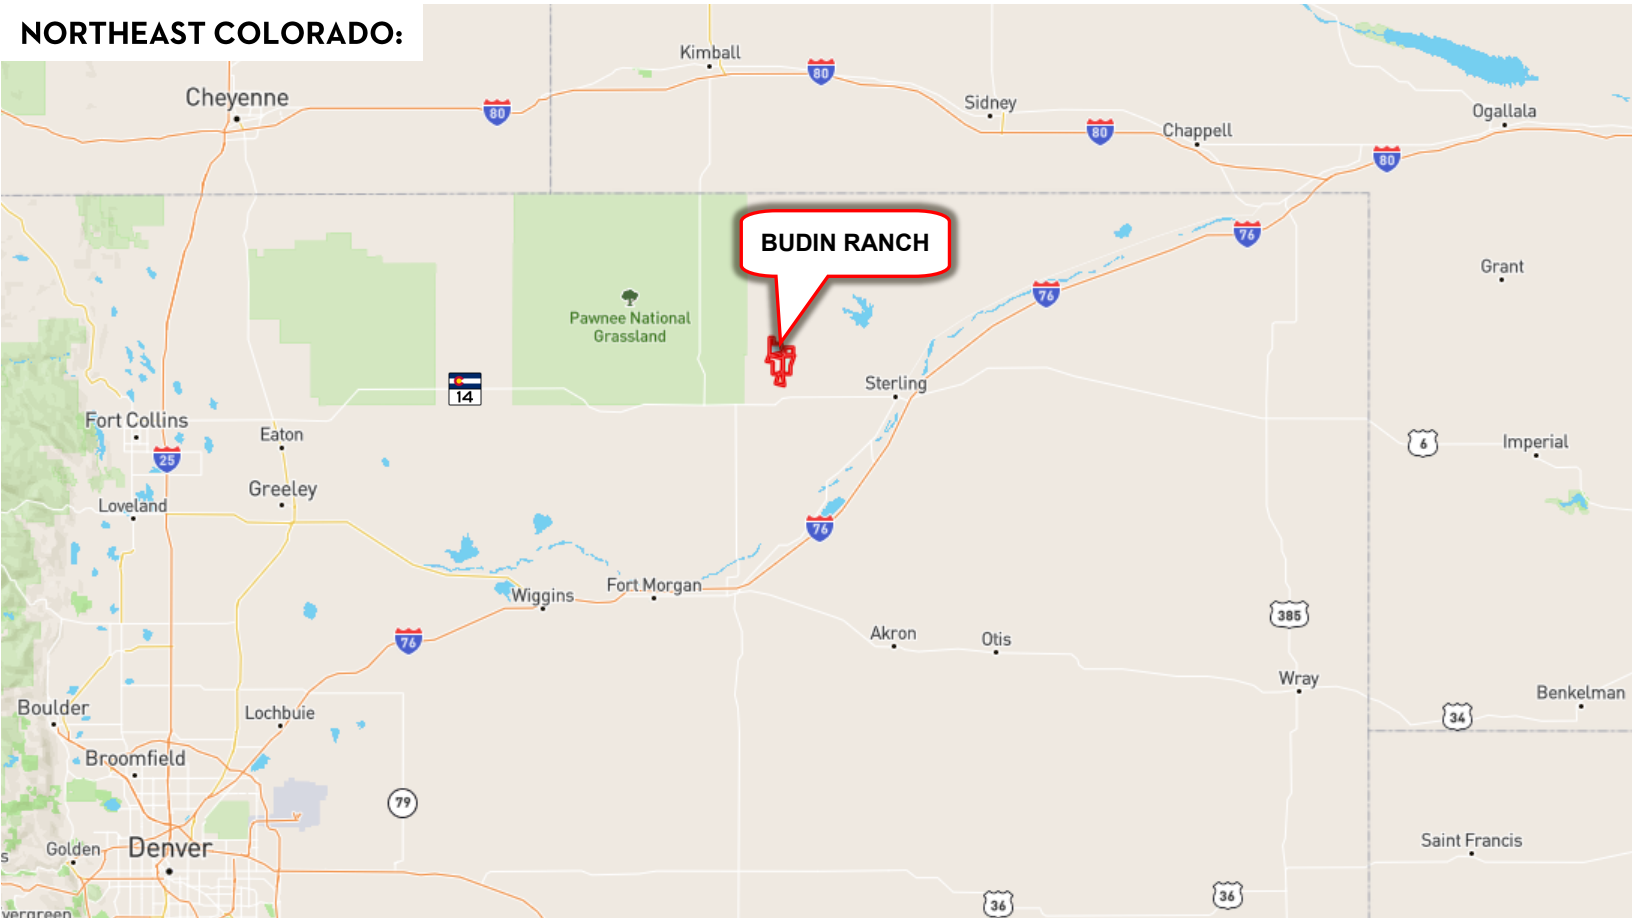 NORTHEAST COLORADO:
Kimball
80
Cheyenne
80
Sidney
Ogallala
80
Chappell
80
76
BUDIN RANCH
Grant
76
Pawnee National
Grassland
14
Sterling
Fort Collins
Eaton
6
Imperial
25
Greeley
Loveland
76
Fort Morgan
Wiggins
385
76
Akron
Otis
Wray
Benkelman
Boulder
Lochbuie
34
Broomfield
79
Saint Francis
s
Golden
Denver
36
36
vergreen